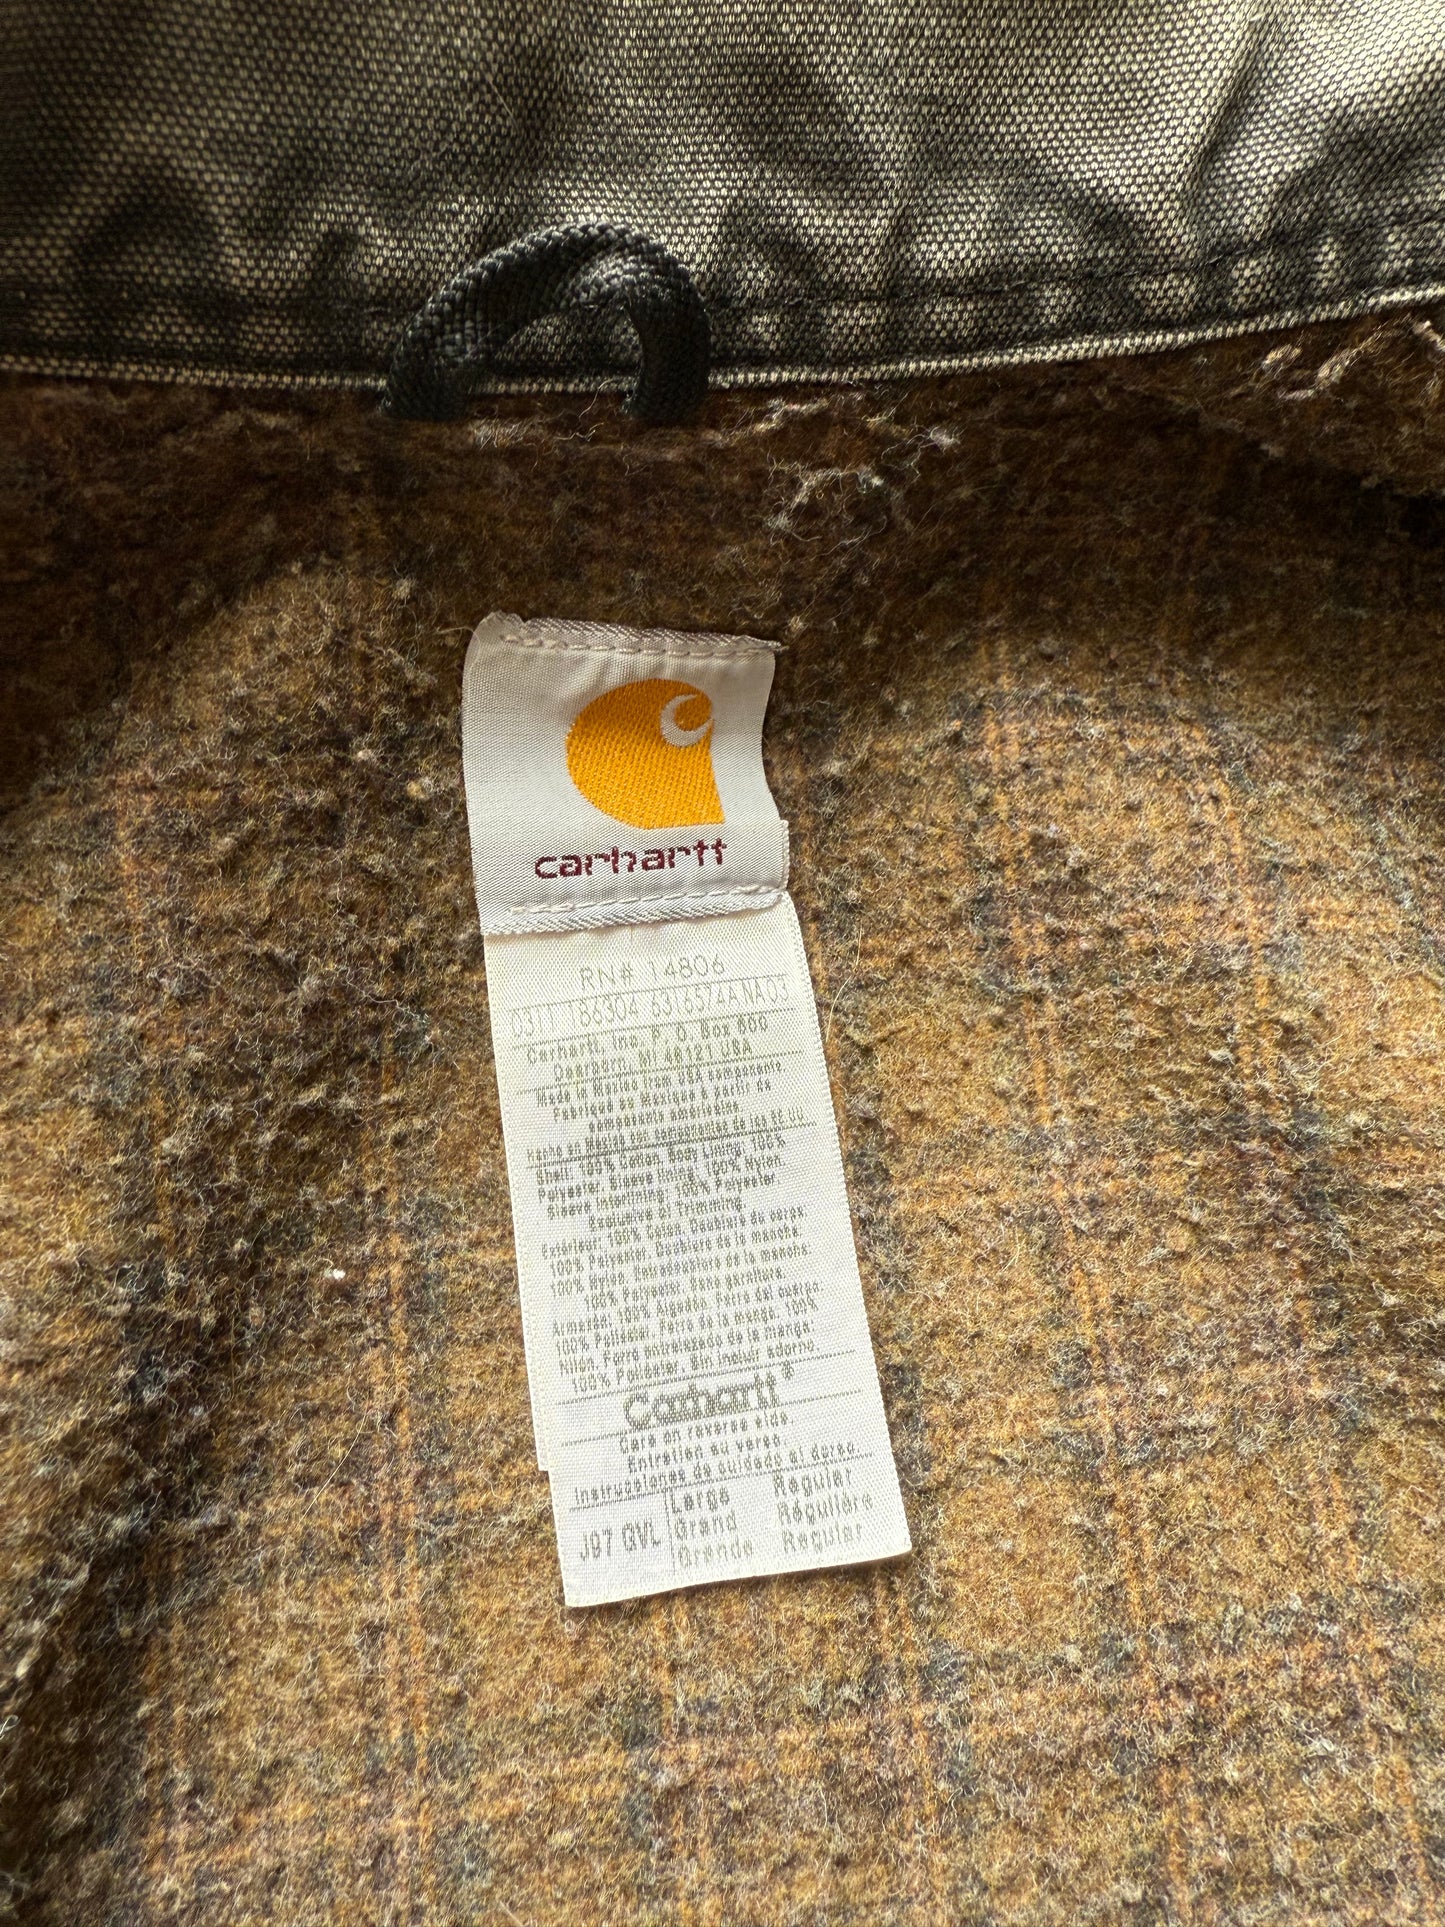 carhartt
RN# 14806
0311 186304 6316574A NA03
Carhartt, Inc. P. O. Box 600
Dearborn, MI 48121 USA
Made in Mexico from USA components.
Fabriqué au Mexique à partir de
composants américains.
Hecho en México con componentes de los EE.UU
Shell: 100% Cotton. Body Lining: 100%
Polyester. Sleeve lining: 100% Nylon.
Sleeve Interlining: 100% Polyester.
Exclusive of Trimming.
Extérieur: 100% Coton. Doublure du corps:
100% Polyester. Doublure de la manche:
100% Nylon. Entredoublure de la manche:
100% Polyester. Sans garniture.
Armazón: 100% Algodón. Forro del cuerpo
100% Poliéster. Forro de la manga: 100%
Nilón. Forro entrelazado de la manga:
100% Poliéster. Sin incluir adorno.
Carhartt®
Care on reverse side.
Entretien au verso.
Instrucciones de cuidado al dorso.
J97 GVL Large Regular
Grand Régulière
Grande Regular